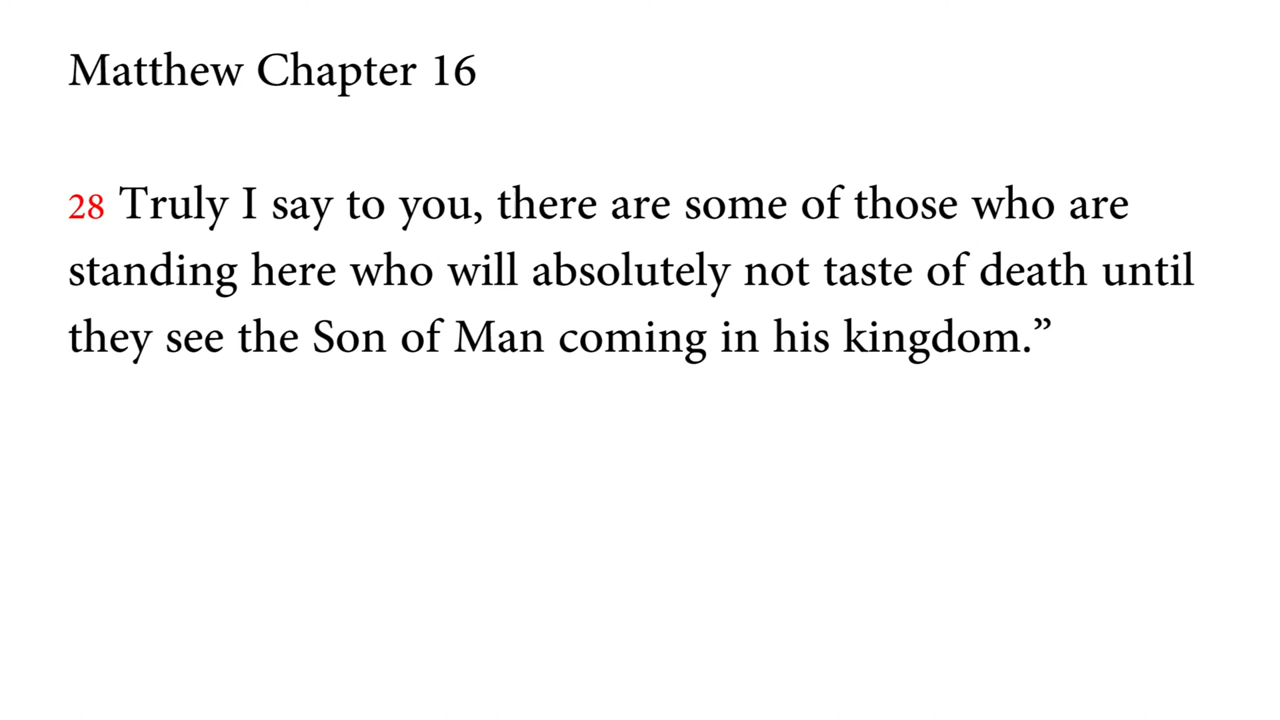 Matthew Chapter 16
28 Truly I say to you, there are some of those who are
standing here who will absolutely not taste of death until
they see the Son of Man coming in his kingdom.”